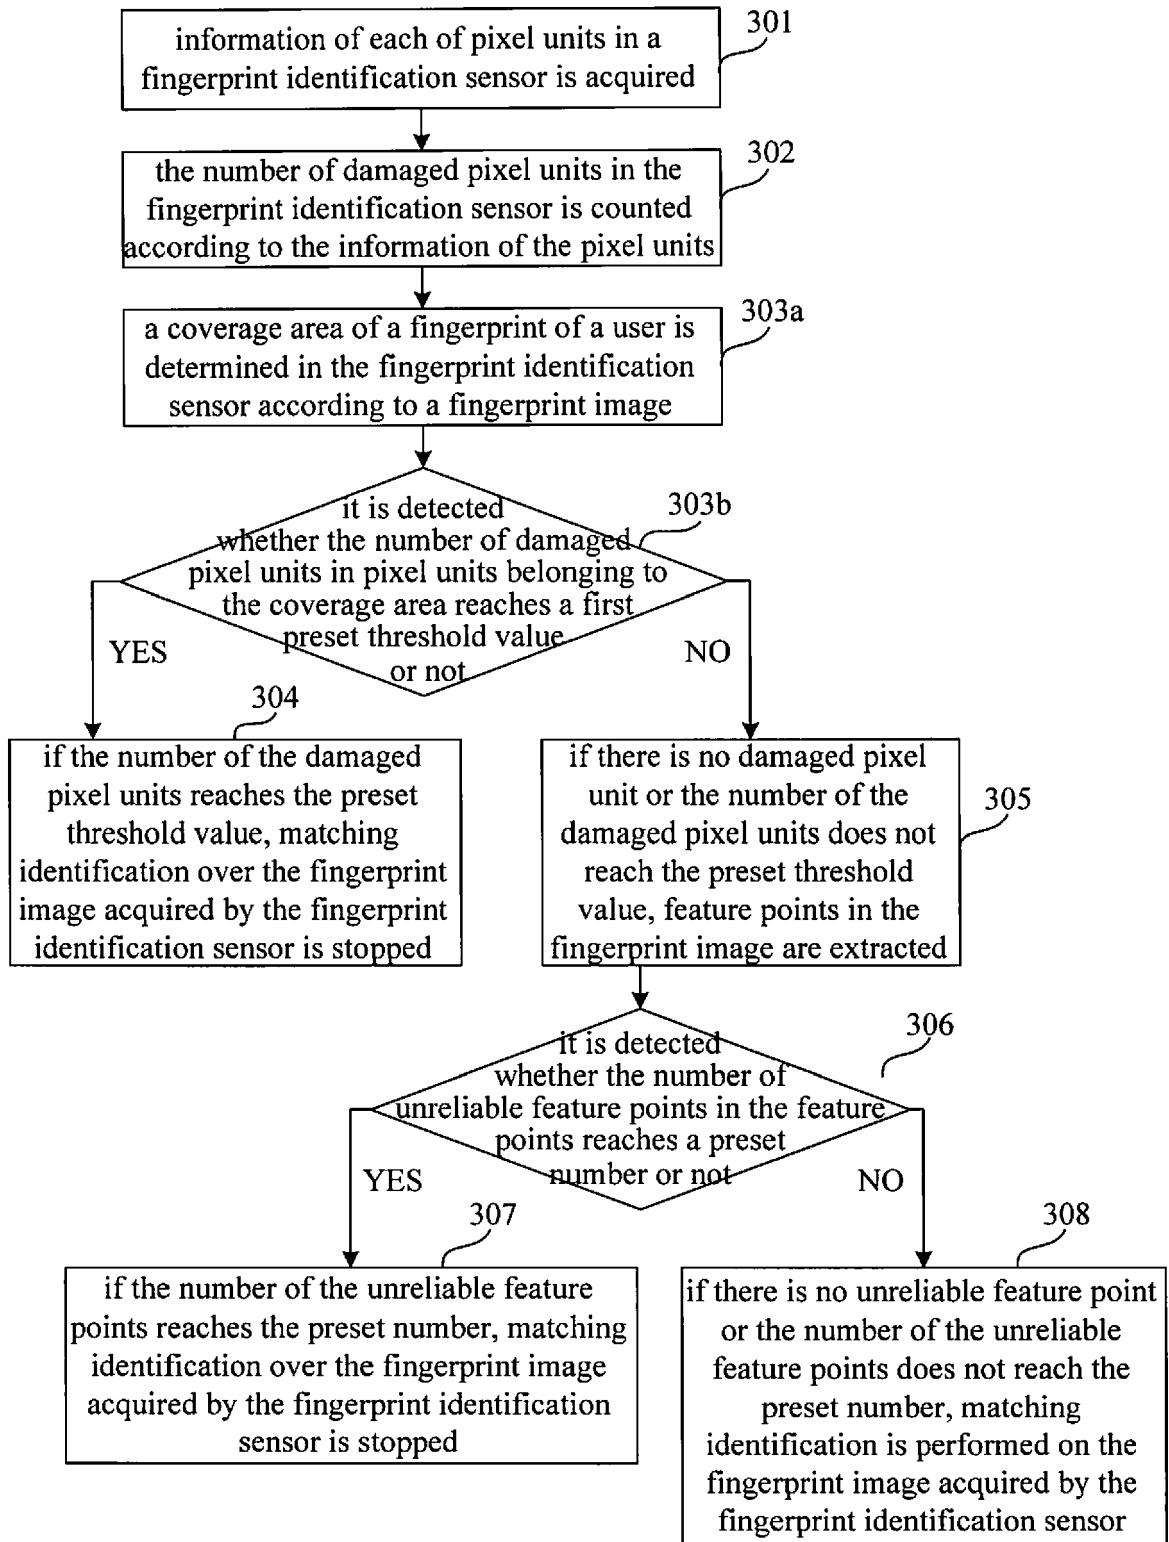 301
information of each of pixel units in a
fingerprint identification sensor is acquired
302
the number of damaged pixel units in the
fingerprint identification sensor is counted
according to the information of the pixel units
303a
a coverage area of a fingerprint of a user is
determined in the fingerprint identification
sensor according to a fingerprint image
303b
it is detected
whether the number of damaged
pixel units in pixel units belonging to
the coverage area reaches a first
preset threshold value
or not
YES
NO
304
if the number of the damaged
pixel units reaches the preset
threshold value, matching
identification over the fingerprint
image acquired by the fingerprint
identification sensor is stopped
305
if there is no damaged pixel
unit or the number of the
damaged pixel units does not
reach the preset threshold
value, feature points in the
fingerprint image are extracted
306
it is detected
whether the number of
unreliable feature points in the feature
points reaches a preset
number or not
YES
NO
307
if the number of the unreliable feature
points reaches the preset number, matching
identification over the fingerprint image
acquired by the fingerprint identification
sensor is stopped
308
if there is no unreliable feature point
or the number of the unreliable
feature points does not reach the
preset number, matching
identification is performed on the
fingerprint image acquired by the
fingerprint identification sensor